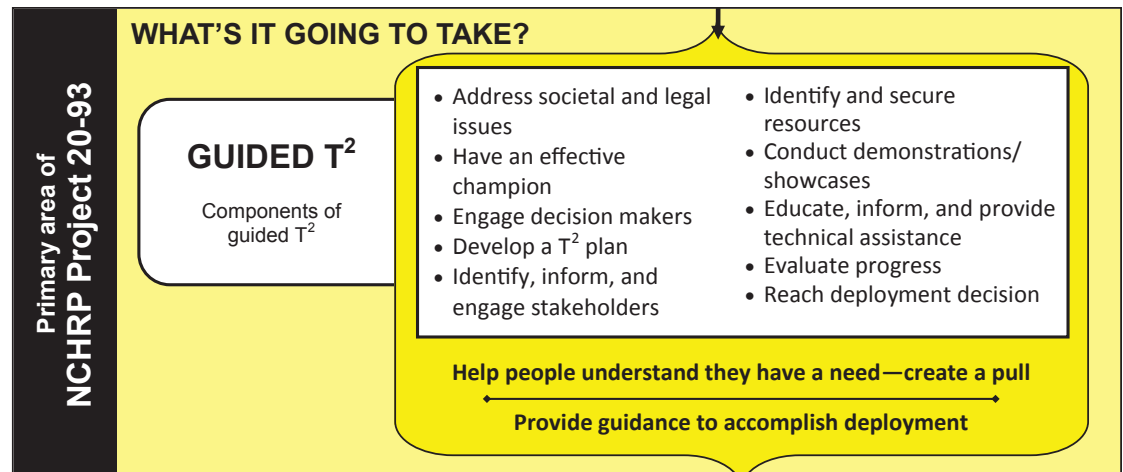 Primary area of
NCHRP Project 20-93
WHAT’S IT GOING TO TAKE?
GUIDED T²
Components of
guided T²
• Address societal and legal
issues
• Have an effective
champion
• Engage decision makers
• Develop a T² plan
• Identify, inform, and
engage stakeholders
• Identify and secure
resources
• Conduct demonstrations/
showcases
• Educate, inform, and provide
technical assistance
• Evaluate progress
• Reach deployment decision
Help people understand they have a need—create a pull
Provide guidance to accomplish deployment